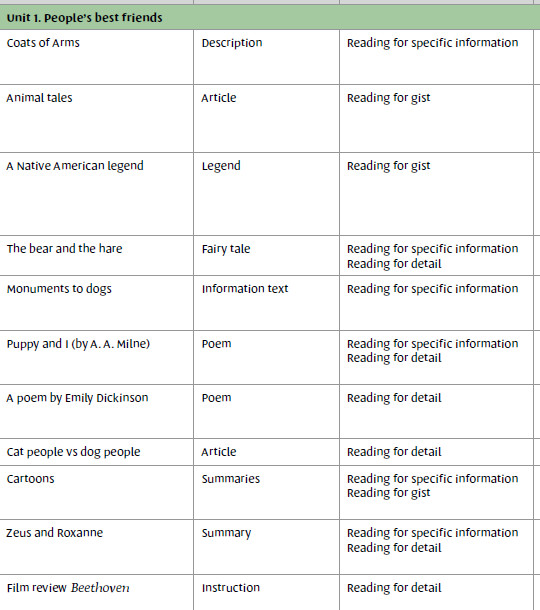 Unit 1. People's best friends
Coats of Arms Description Reading for specific information
Animal tales Article Reading for gist
A Native American legend Legend Reading for gist
The bear and the hare Fairy tale Reading for specific information
Reading for detail
Monuments to dogs Information text Reading for specific information
Puppy and I (by A. A. Milne) Poem Reading for specific information
Reading for detail
A poem by Emily Dickinson Poem Reading for detail
Cat people vs dog people Article Reading for detail
Cartoons Summaries Reading for specific information
Reading for gist
Zeus and Roxanne Summary Reading for specific information
Reading for detail
Film review Beethoven Instruction Reading for detail